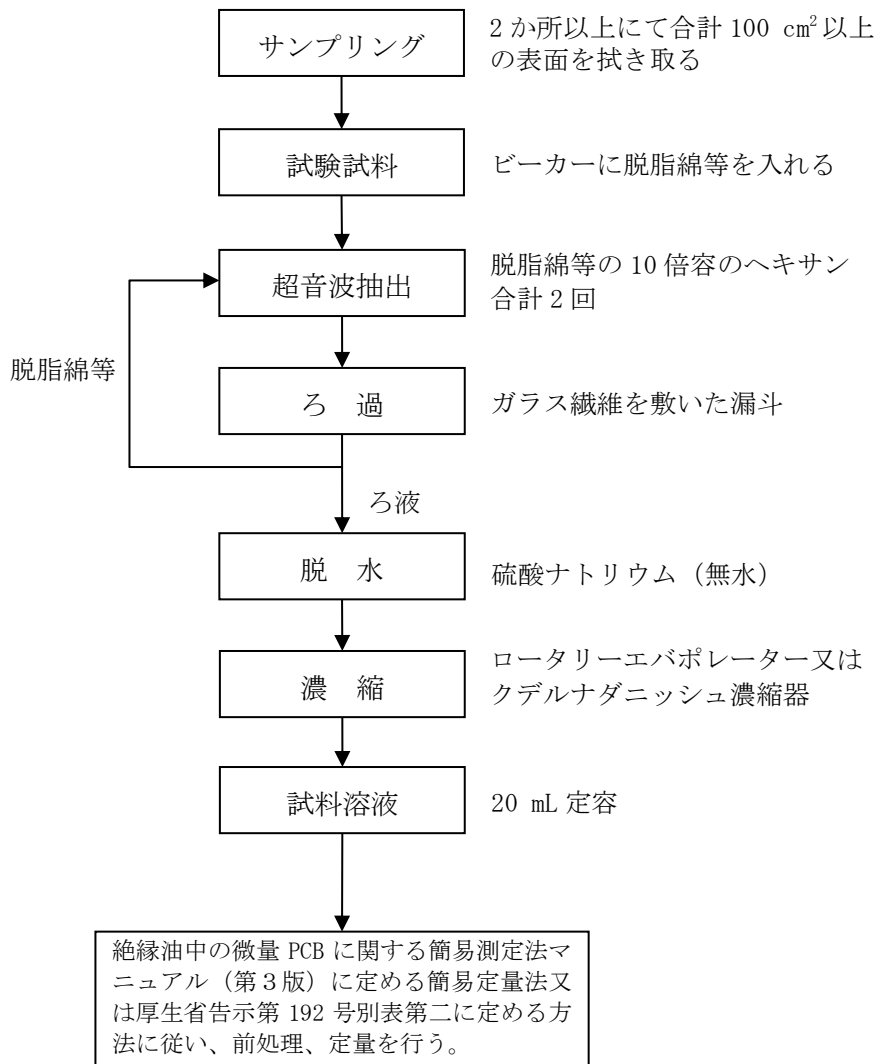 サンプリング
2 か所以上にて合計 100 cm²以上
の表面を拭き取る
試験試料
ビーカーに脱脂綿等を入れる
超音波抽出
脱脂綿等の 10 倍容のヘキサン
合計 2 回
脱脂綿等
ろ 過
ガラス繊維を敷いた漏斗
ろ液
脱 水
硫酸ナトリウム（無水）
濃 縮
ロータリーエバポレーター又は
クデルナダニッシュ濃縮器
試料溶液
20 mL 定容
絶縁油中の微量 PCB に関する簡易測定法マ
ニュアル（第３版）に定める簡易定量法又
は厚生省告示第 192 号別表第二に定める方
法に従い、前処理、定量を行う。